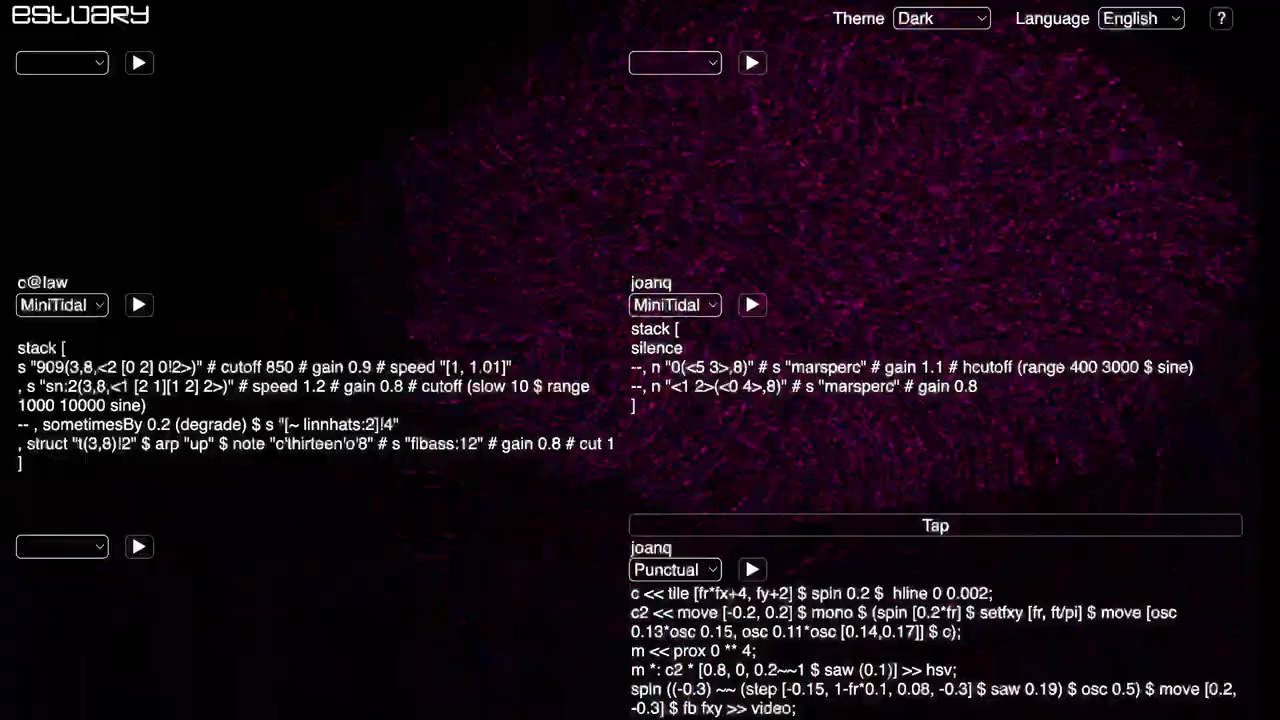 estuary
Theme Dark Language English ?
c@law
MiniTidal
stack [
s "909(3,8,<2 [0 2] 0!2>)" # cutoff 850 # gain 0.9 # speed "[1, 1.01]"
, s "sn:2(3,8,<1 [2 1][1 2] 2>)" # speed 1.2 # gain 0.8 # cutoff (slow 10 $ range
1000 10000 sine)
-- , sometimesBy 0.2 (degrade) $ s "[~ linnhats:2]!4"
, struct "t(3,8)!2" $ arp "up" $ note "c'thirteen'o'8" # s "flbass:12" # gain 0.8 # cut 1
]
joanq
MiniTidal
stack [
silence
--, n "0(<5 3>,8)" # s "marsperc" # gain 1.1 # hcutoff (range 400 3000 $ sine)
--, n "<1 2>(<0 4>,8)" # s "marsperc" # gain 0.8
]
Tap
joanq
Punctual
c << tile [fr*fx+4, fy+2] $ spin 0.2 $ hline 0 0.002;
c2 << move [-0.2, 0.2] $ mono $ (spin [0.2*fr] $ setfxy [fr, ft/pi] $ move [osc
0.13*osc 0.15, osc 0.11*osc [0.14,0.17]] $ c);
m << prox 0 ** 4;
m *: c2 * [0.8, 0, 0.2~~1 $ saw (0.1)] >> hsv;
spin ((-0.3) ~~ (step [-0.15, 1-fr*0.1, 0.08, -0.3] $ saw 0.19) $ osc 0.5) $ move [0.2,
-0.3] $ fb fxy >> video;